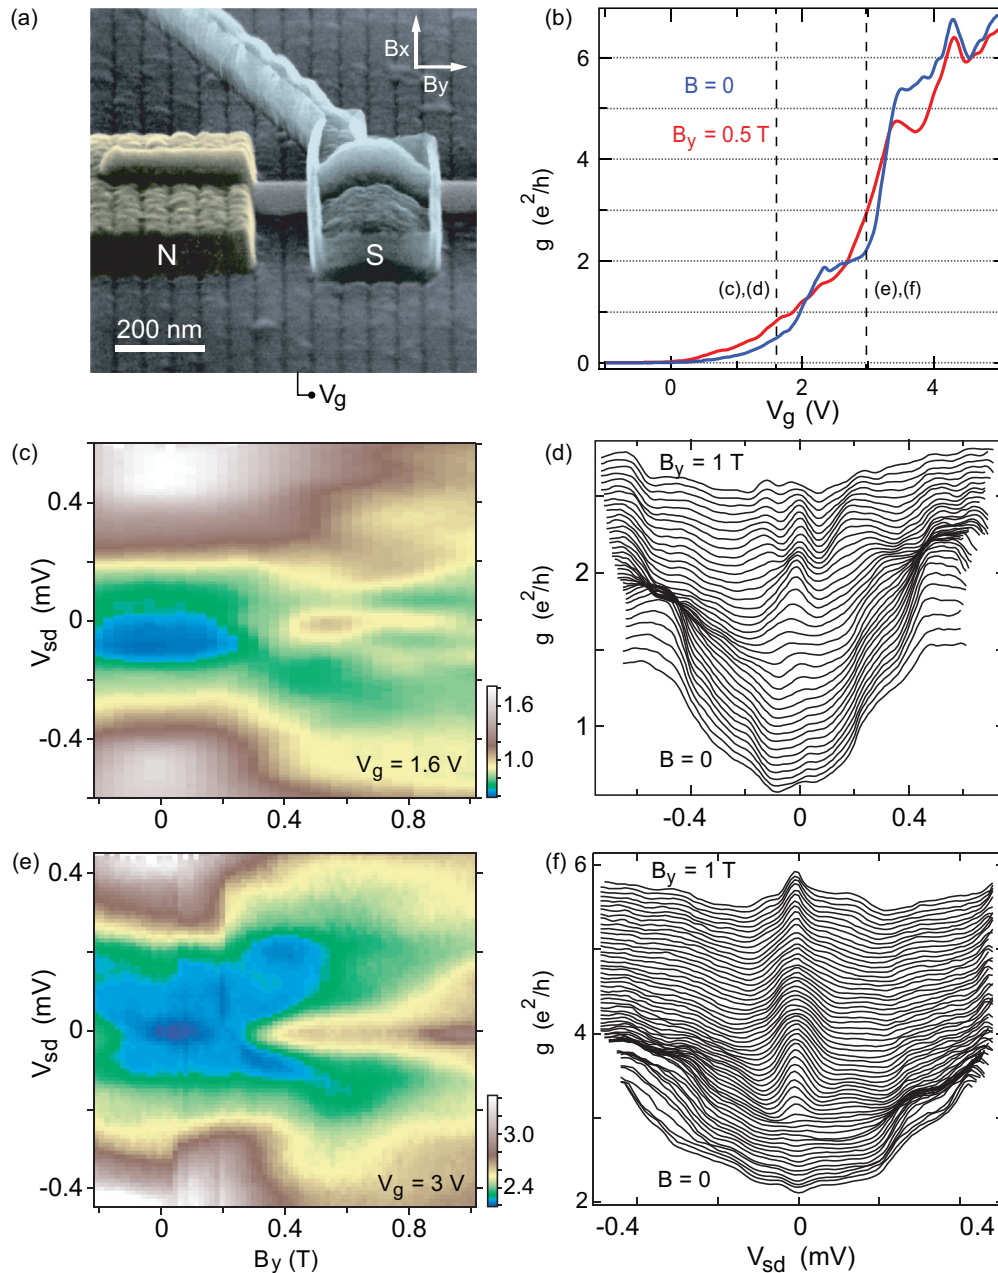 (a)
Bx
By
N
S
200 nm
Vg
(b)
g (e²/h)
6
4
2
0
B = 0
By = 0.5 T
(c),(d)
(e),(f)
0
2
4
Vg (V)
(c)
Vsd (mV)
0.4
0
-0.4
1.6
1.0
Vg = 1.6 V
0
0.4
0.8
(d)
g (e²/h)
By = 1 T
2
1
B = 0
-0.4
0
0.4
(e)
Vsd (mV)
0.4
0
-0.4
3.0
2.4
Vg = 3 V
0
0.4
0.8
By (T)
(f)
g (e²/h)
6
By = 1 T
4
B = 0
2
-0.4
0
0.4
Vsd (mV)